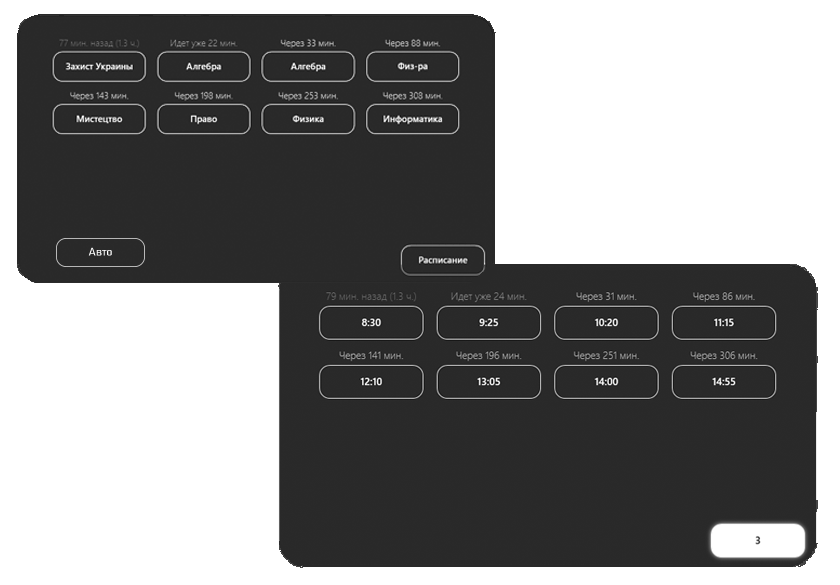 77 мин. назад (1.3 ч.) Идет уже 22 мин. Через 33 мин. Через 88 мин.
Захист Украины Алгебра Алгебра Физ-ра
Через 143 мин. Через 198 мин. Через 253 мин. Через 308 мин.
Мистецтво Право Физика Информатика
Авто
Расписание
79 мин. назад (1.3 ч.) Идет уже 24 мин. Через 31 мин. Через 86 мин.
8:30 9:25 10:20 11:15
Через 141 мин. Через 196 мин. Через 251 мин. Через 306 мин.
12:10 13:05 14:00 14:55
3